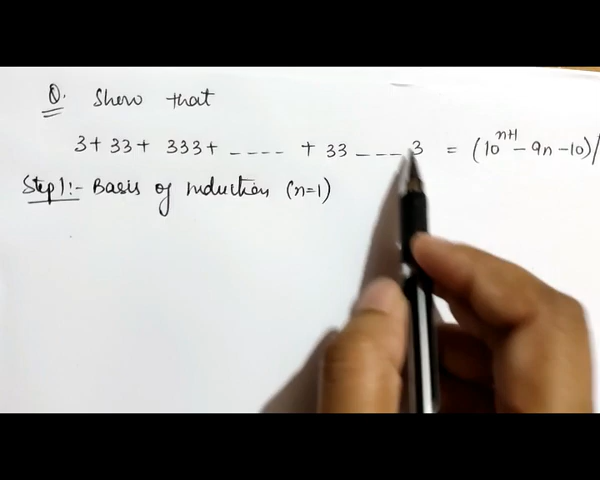 Q. Show that
3 + 33 + 333 + ---- + 33 --- 3 = (10^{n+1} - 9n - 10)/
Step 1:- Basis of induction (n=1)